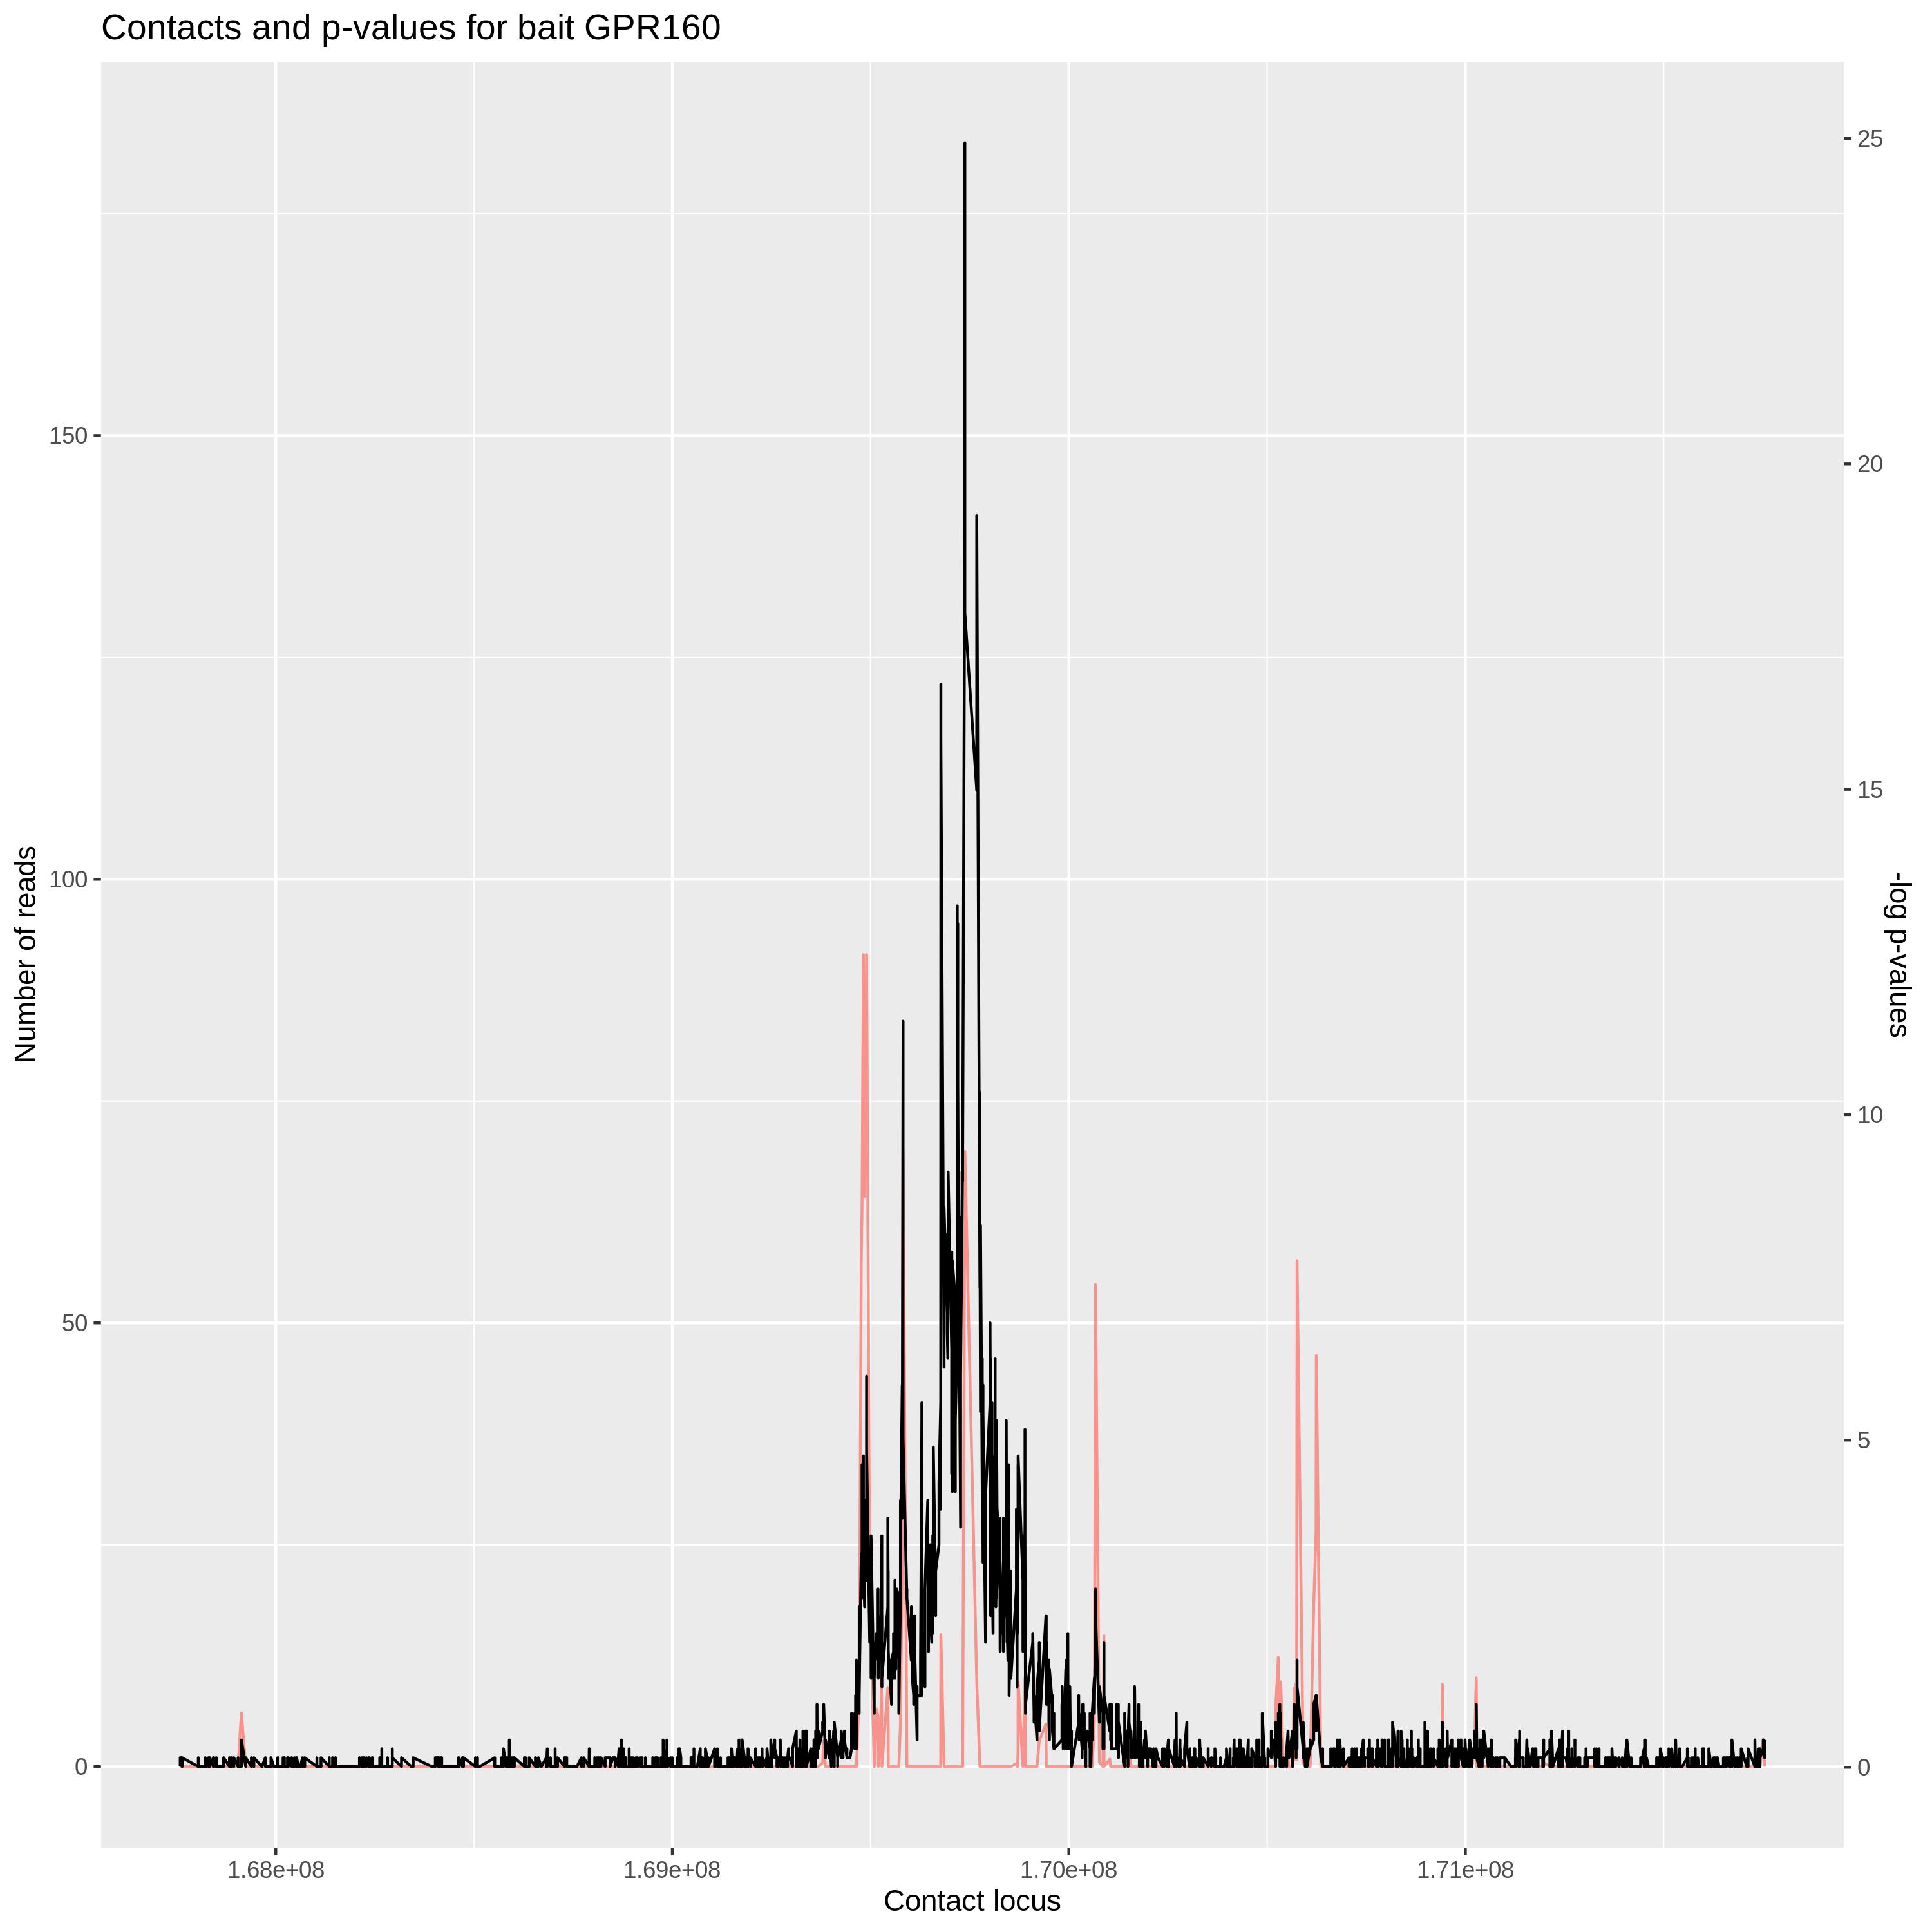 Contacts and p-values for bait GPR160
25
20
150
15
100
10
50
5
0
0
Number of reads
-log p-values
1.68e+08
1.69e+08
1.70e+08
1.71e+08
Contact locus